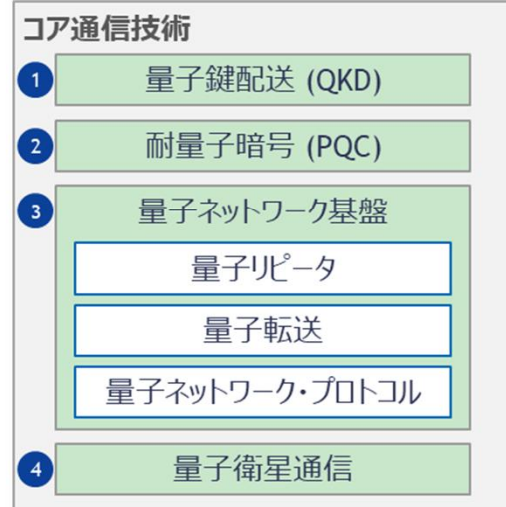 コア通信技術
1 量子鍵配送 (QKD)
2 耐量子暗号 (PQC)
3 量子ネットワーク基盤
量子リピータ
量子転送
量子ネットワーク・プロトコル
4 量子衛星通信